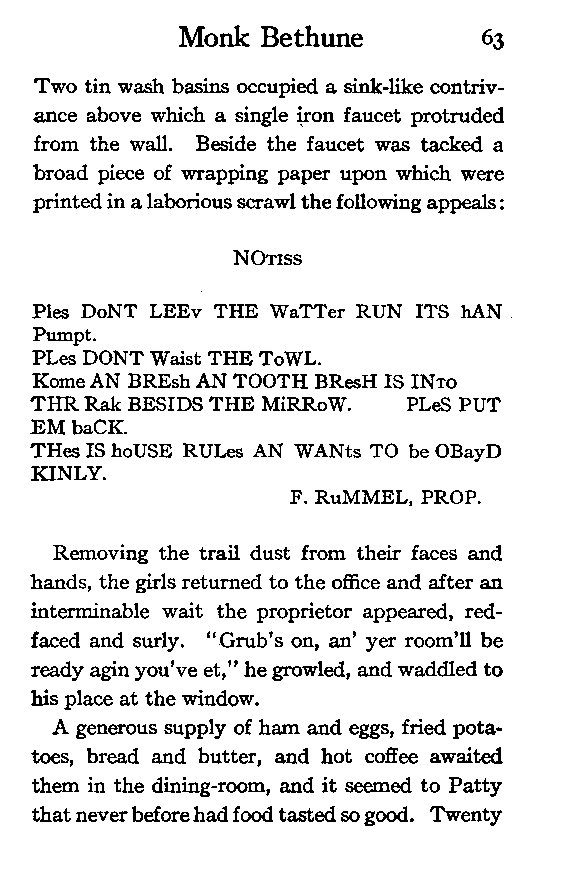 Monk Bethune 63
Two tin wash basins occupied a sink-like contriv-
ance above which a single iron faucet protruded
from the wall. Beside the faucet was tacked a
broad piece of wrapping paper upon which were
printed in a laborious scrawl the following appeals:
NOTISS
Ples DoNT LEEv THE WaTTer RUN ITS hAN
Pumpt.
PLes DONT Waist THE ToWL.
Kome AN BREsh AN TOOTH BResH IS INTO
THR Rak BESIDS THE MiRRoW. PLeS PUT
EM baCK.
THes IS hoUSE RULes AN WANts TO be OBayD
KINLY.
F. RuMMEL, PROP.
Removing the trail dust from their faces and
hands, the girls returned to the office and after an
interminable wait the proprietor appeared, red-
faced and surly. "Grub's on, an' yer room'll be
ready agin you've et," he growled, and waddled to
his place at the window.
A generous supply of ham and eggs, fried pota-
toes, bread and butter, and hot coffee awaited
them in the dining-room, and it seemed to Patty
that never before had food tasted so good. Twenty